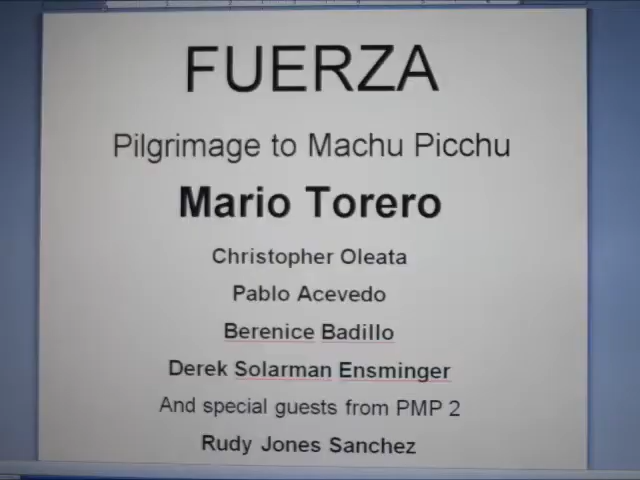 FUERZA
Pilgrimage to Machu Picchu
Mario Torero
Christopher Oleata
Pablo Acevedo
Berenice Badillo
Derek Solarman Ensminger
And special guests from PMP 2
Rudy Jones Sanchez